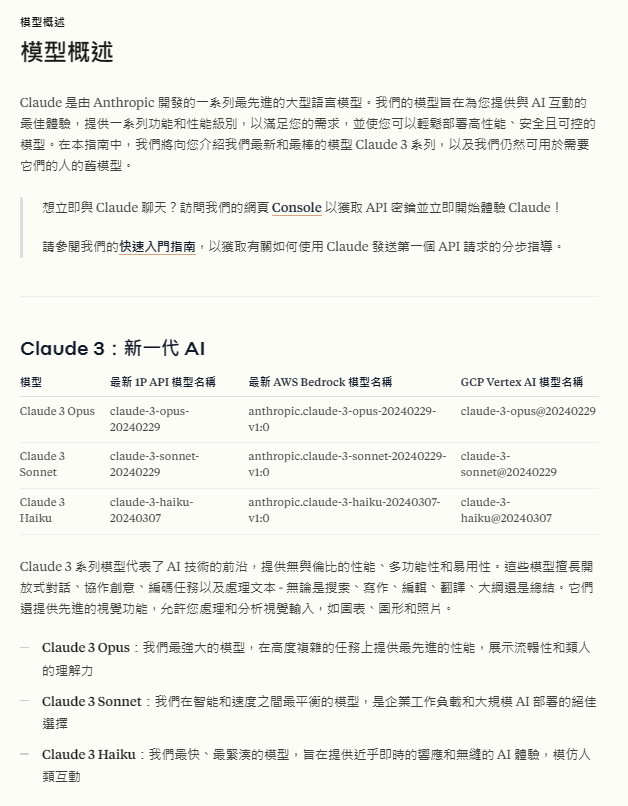 模型概述
模型概述
Claude 是由 Anthropic 開發的一系列最先進的大型語言模型。我們的模型旨在為您提供與 AI 互動的
最佳體驗，提供一系列功能和性能級別，以滿足您的需求，並使您可以輕鬆部署高性能、安全且可控的
模型。在本指南中，我們將向您介紹我們最新和最棒的模型 Claude 3 系列，以及我們仍然可用於需要
它們的人的舊模型。
想立即與 Claude 聊天？訪問我們的網頁 Console 以獲取 API 密鑰並立即開始體驗 Claude！
請參閱我們的快速入門指南，以獲取有關如何使用 Claude 發送第一個 API 請求的分步指導。
Claude 3：新一代 AI
模型 最新 1P API 模型名稱 最新 AWS Bedrock 模型名稱 GCP Vertex AI 模型名稱
Claude 3 Opus claude-3-opus- anthropic.claude-3-opus-20240229- claude-3-opus@20240229
20240229 v1:0
Claude 3 claude-3-sonnet- anthropic.claude-3-sonnet-20240229- claude-3-
Sonnet 20240229 v1:0 sonnet@20240229
Claude 3 claude-3-haiku- anthropic.claude-3-haiku-20240307- claude-3-
Haiku 20240307 v1:0 haiku@20240307
Claude 3 系列模型代表了 AI 技術的前沿，提供無與倫比的性能、多功能性和易用性。這些模型擅長開
放式對話、協作創意、編碼任務以及處理文本 - 無論是搜索、寫作、編輯、翻譯、大綱還是總結。它們
還提供先進的視覺功能，允許您處理和分析視覺輸入，如圖表、圖形和照片。
— Claude 3 Opus：我們最強大的模型，在高度複雜的任務上提供最先進的性能，展示流暢性和類人
的理解力
— Claude 3 Sonnet：我們在智能和速度之間最平衡的模型，是企業工作負載和大規模 AI 部署的絕佳
選擇
— Claude 3 Haiku：我們最快、最緊湊的模型，旨在提供近乎即時的響應和無縫的 AI 體驗，模仿人
類互動